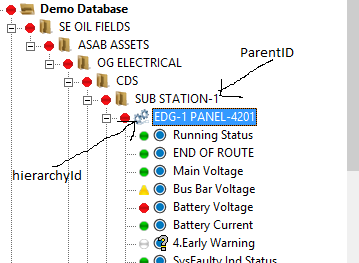 Demo Database
SE OIL FIELDS
ASAB ASSETS
OG ELECTRICAL
ParentID
CDS
SUB STATION-1
EDG-1 PANEL-4201
Running Status
END OF ROUTE
Main Voltage
hierarchyId
Bus Bar Voltage
Battery Voltage
Battery Current
4.Early Warning
SysFaulty Ind Status